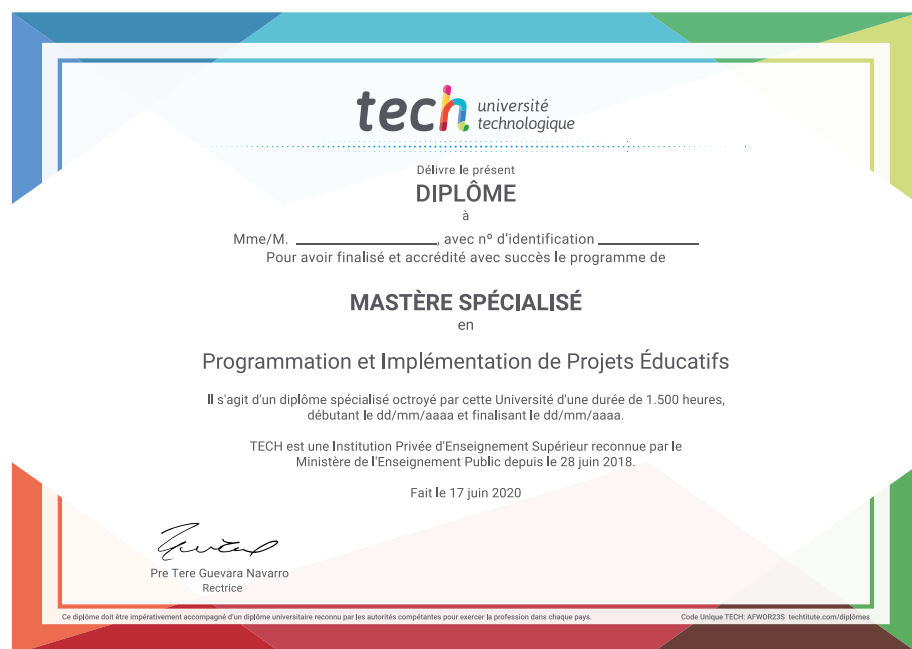 tech université
technologique
Délivre le présent
DIPLÔME
à
Mme/M. ____________________, avec nº d'identification ______________
Pour avoir finalisé et accrédité avec succès le programme de
MASTÈRE SPÉCIALISÉ
en
Programmation et Implémentation de Projets Éducatifs
Il s'agit d'un diplôme spécialisé octroyé par cette Université d'une durée de 1.500 heures,
débutant le dd/mm/aaaa et finalisant le dd/mm/aaaa.
TECH est une Institution Privée d'Enseignement Supérieur reconnue par le
Ministère de l'Enseignement Public depuis le 28 juin 2018.
Fait le 17 juin 2020
Pre Tere Guevara Navarro
Rectrice
Ce diplôme doit être impérativement accompagné d'un diplôme universitaire reconnu par les autorités compétantes pour exercer la profession dans chaque pays.
Code Unique TECH: AFWOR23S techtitute.com/diplômes